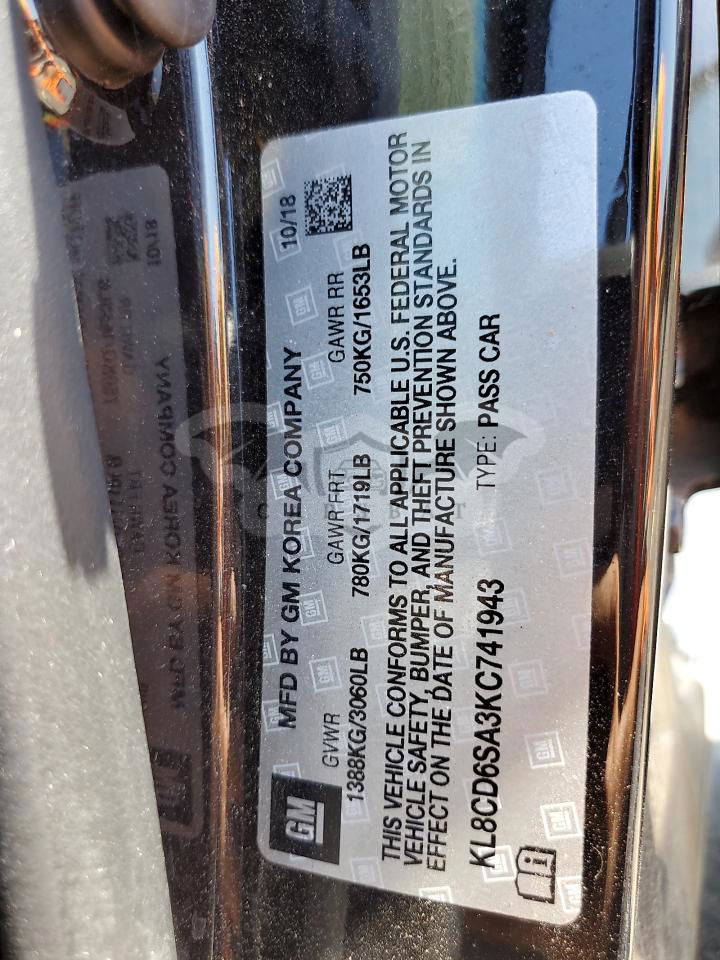 GM
MFD BY GM KOREA COMPANY 10/18
GVWR GAWR FRT GAWR RR
1388KG/3060LB 780KG/1719LB 750KG/1653LB
THIS VEHICLE CONFORMS TO ALL APPLICABLE U.S. FEDERAL MOTOR
VEHICLE SAFETY, BUMPER, AND THEFT PREVENTION STANDARDS IN
EFFECT ON THE DATE OF MANUFACTURE SHOWN ABOVE.
KL8CD6SA3KC741943 TYPE: PASS CAR